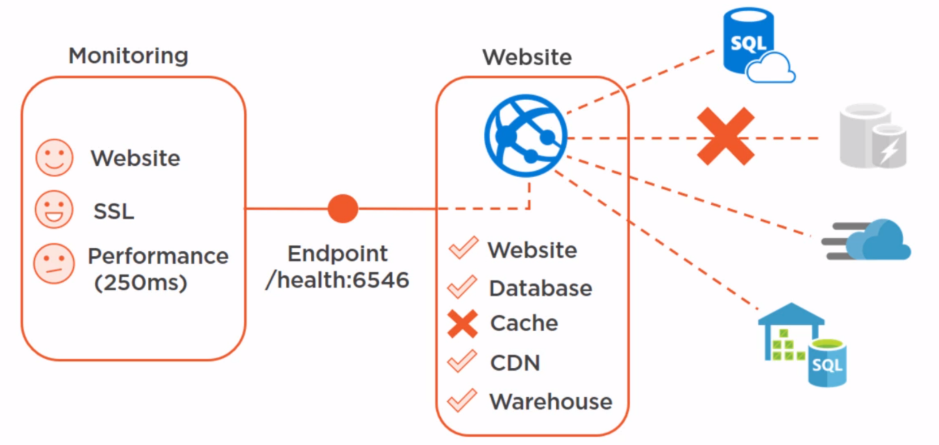 Monitoring
Website
SSL
Performance
(250ms)
Endpoint
/health:6546
Website
Website
Database
Cache
CDN
Warehouse
SQL
SQL